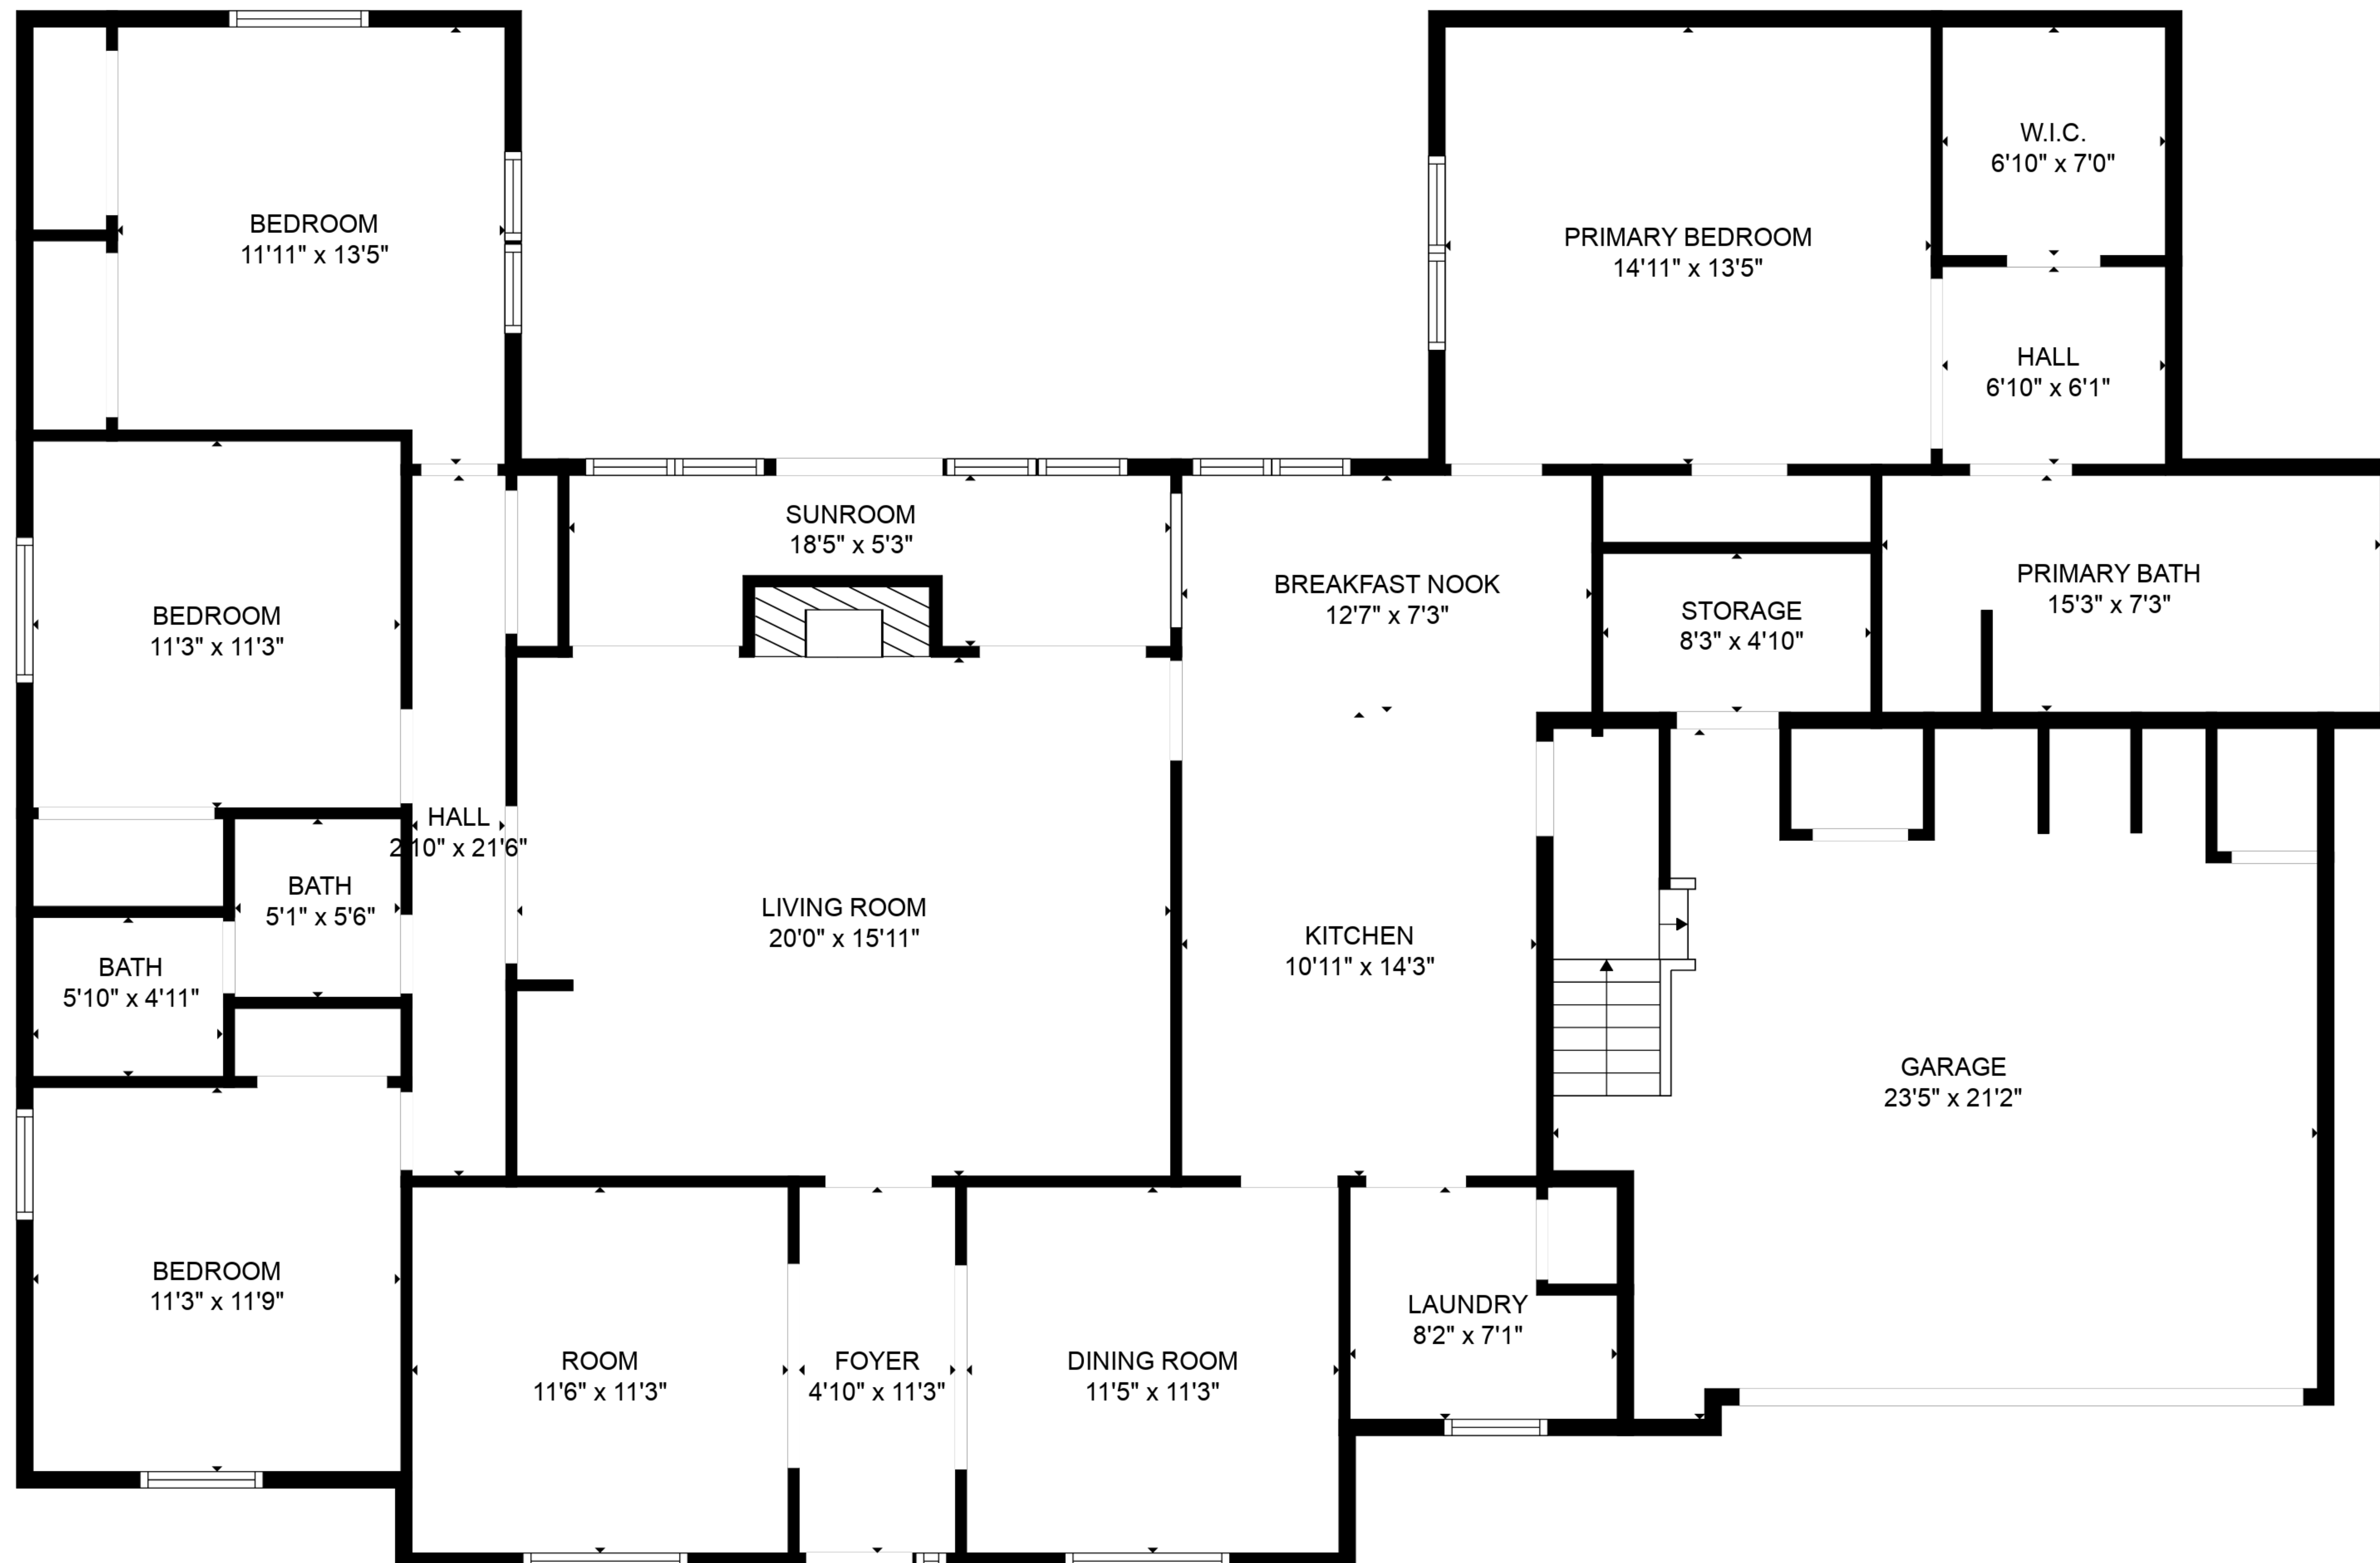 BEDROOM
11'11" x 13'5"
PRIMARY BEDROOM
14'11" x 13'5"
W.I.C.
6'10" x 7'0"
HALL
6'10" x 6'1"
SUNROOM
18'5" x 5'3"
BREAKFAST NOOK
12'7" x 7'3"
STORAGE
8'3" x 4'10"
PRIMARY BATH
15'3" x 7'3"
BEDROOM
11'3" x 11'3"
HALL
2'10" x 21'6"
BATH
5'1" x 5'6"
BATH
5'10" x 4'11"
LIVING ROOM
20'0" x 15'11"
KITCHEN
10'11" x 14'3"
GARAGE
23'5" x 21'2"
BEDROOM
11'3" x 11'9"
ROOM
11'6" x 11'3"
FOYER
4'10" x 11'3"
DINING ROOM
11'5" x 11'3"
LAUNDRY
8'2" x 7'1"